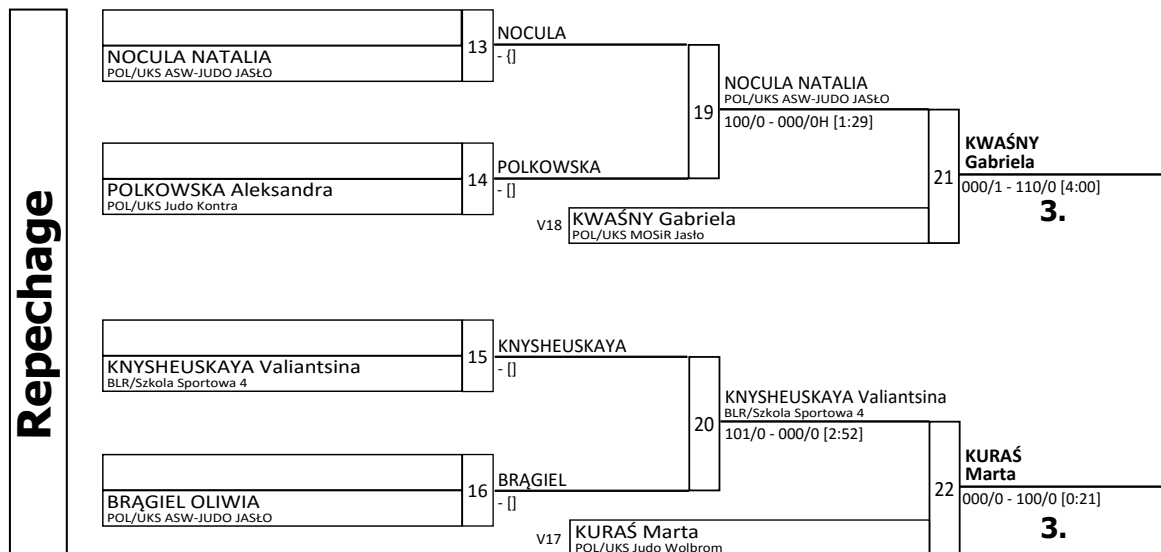 Repechage
NOCULA NATALIA
POL/UKS ASW-JUDO JASŁO
13
NOCULA
- {]
POLKOWSKA Aleksandra
POL/UKS Judo Kontra
14
POLKOWSKA
- []
19
NOCULA NATALIA
POL/UKS ASW-JUDO JASŁO
100/0 - 000/0H [1:29]
V18
KWAŚNY Gabriela
POL/UKS MOSiR Jasło
21
KWAŚNY
Gabriela
000/1 - 110/0 [4:00]
3.
KNYSHEUSKAYA Valiantsina
BLR/Szkola Sportowa 4
15
KNYSHEUSKAYA
- []
BRĄGIEL OLIWIA
POL/UKS ASW-JUDO JASŁO
16
BRĄGIEL
- []
20
KNYSHEUSKAYA Valiantsina
BLR/Szkola Sportowa 4
101/0 - 000/0 [2:52]
V17
KURAŚ Marta
POL/UKS Judo Wolbrom
22
KURAŚ
Marta
000/0 - 100/0 [0:21]
3.